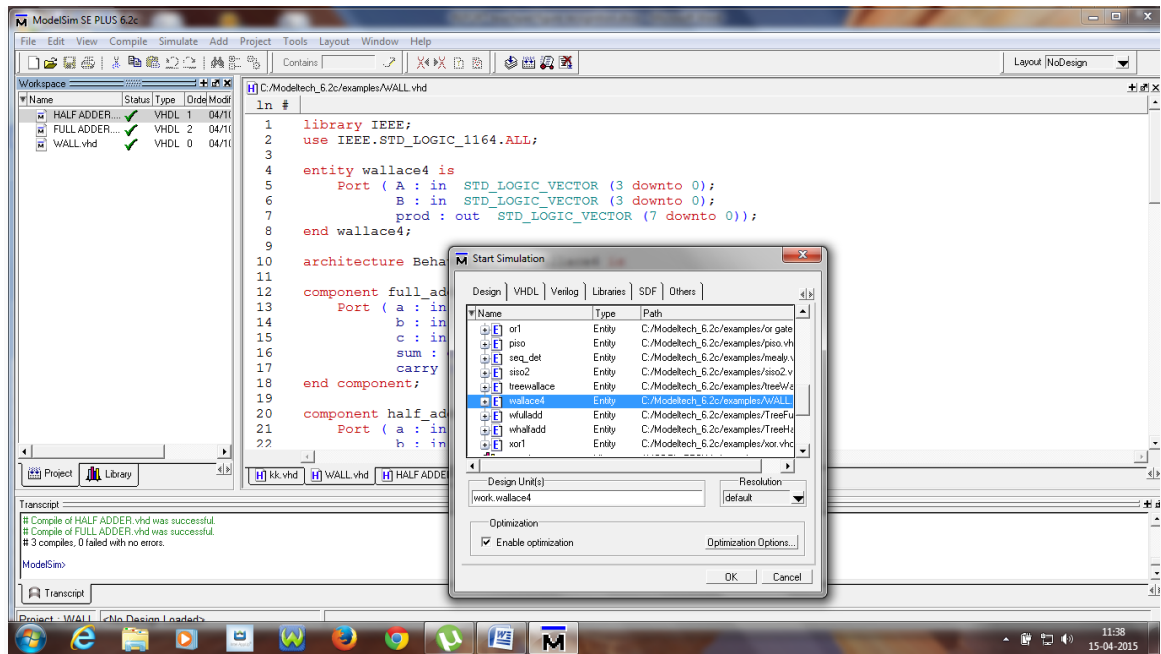 ModelSim SE PLUS 6.2c
File Edit View Compile Simulate Add Project Tools Layout Window Help
Contains
Layout NoDesign
Workspace
Name Status Type Orde Modif
HALF ADDER.... VHDL 1 04/1(
FULL ADDER.... VHDL 2 04/1(
WALL.vhd VHDL 0 04/1(
Project Library
C:/Modeltech_6.2c/examples/WALL.vhd
ln #
1 library IEEE;
2 use IEEE.STD_LOGIC_1164.ALL;
3
4 entity wallace4 is
5 Port ( A : in STD_LOGIC_VECTOR (3 downto 0);
6 B : in STD_LOGIC_VECTOR (3 downto 0);
7 prod : out STD_LOGIC_VECTOR (7 downto 0));
8 end wallace4;
9
10 architecture Beha
11
12 component full_ad
13 Port ( a : in
14 b : in
15 c : in
16 sum :
17 carry
18 end component;
19
20 component half_ad
21 Port ( a : in
22 b : in
kk.vhd WALL.vhd HALF ADDE
Start Simulation
Design VHDL Verilog Libraries SDF Others
Name Type Path
or1 Entity C:/Modeltech_6.2c/examples/or gate
piso Entity C:/Modeltech_6.2c/examples/piso.vh
seq_det Entity C:/Modeltech_6.2c/examples/mealy.v
siso2 Entity C:/Modeltech_6.2c/examples/siso2.v
treewallace Entity C:/Modeltech_6.2c/examples/treeWa
wallace4 Entity C:/Modeltech_6.2c/examples/WALL.
wfulladd Entity C:/Modeltech_6.2c/examples/TreeFu
whalfadd Entity C:/Modeltech_6.2c/examples/TreeHa
xor1 Entity C:/Modeltech_6.2c/examples/xor.vhc
Design Unit(s)
work.wallace4
Resolution
default
Optimization
Enable optimization
Optimization Options...
OK Cancel
Transcript
# Compile of HALF ADDER.vhd was successful.
# Compile of FULL ADDER.vhd was successful.
# 3 compiles, 0 failed with no errors.
ModelSim>
Transcript
Project : WALL <No Design Loaded>
11:38
15-04-2015